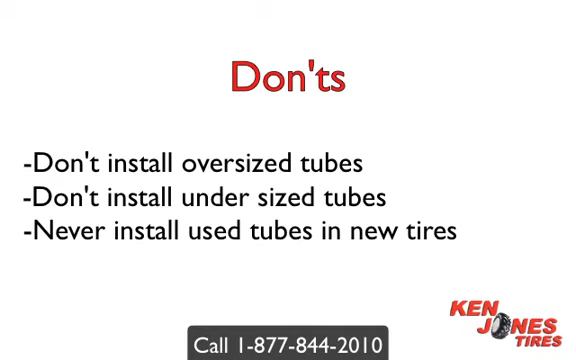 Don'ts
-Don't install oversized tubes
-Don't install under sized tubes
-Never install used tubes in new tires
KEN
JONES
TIRES
Call 1-877-844-2010